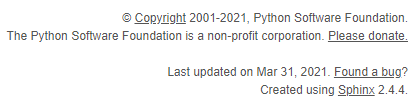 © Copyright 2001-2021, Python Software Foundation.
The Python Software Foundation is a non-profit corporation. Please donate.
Last updated on Mar 31, 2021. Found a bug?
Created using Sphinx 2.4.4.